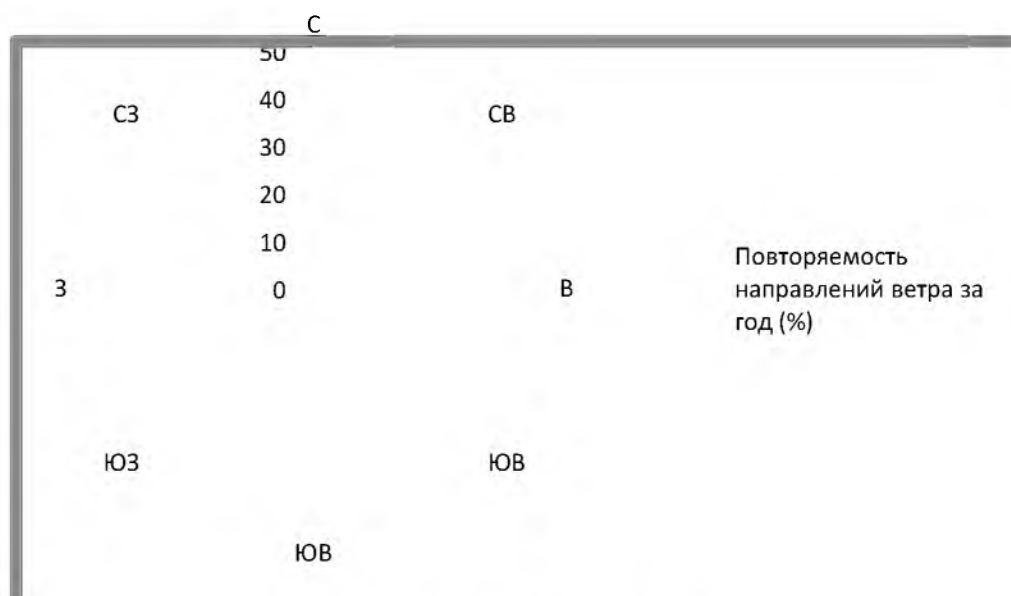 С
50
40
СЗ
СВ
30
20
10
Повторяемость
направлений ветра за
год (%)
З
0
В
ЮЗ
ЮВ
ЮВ